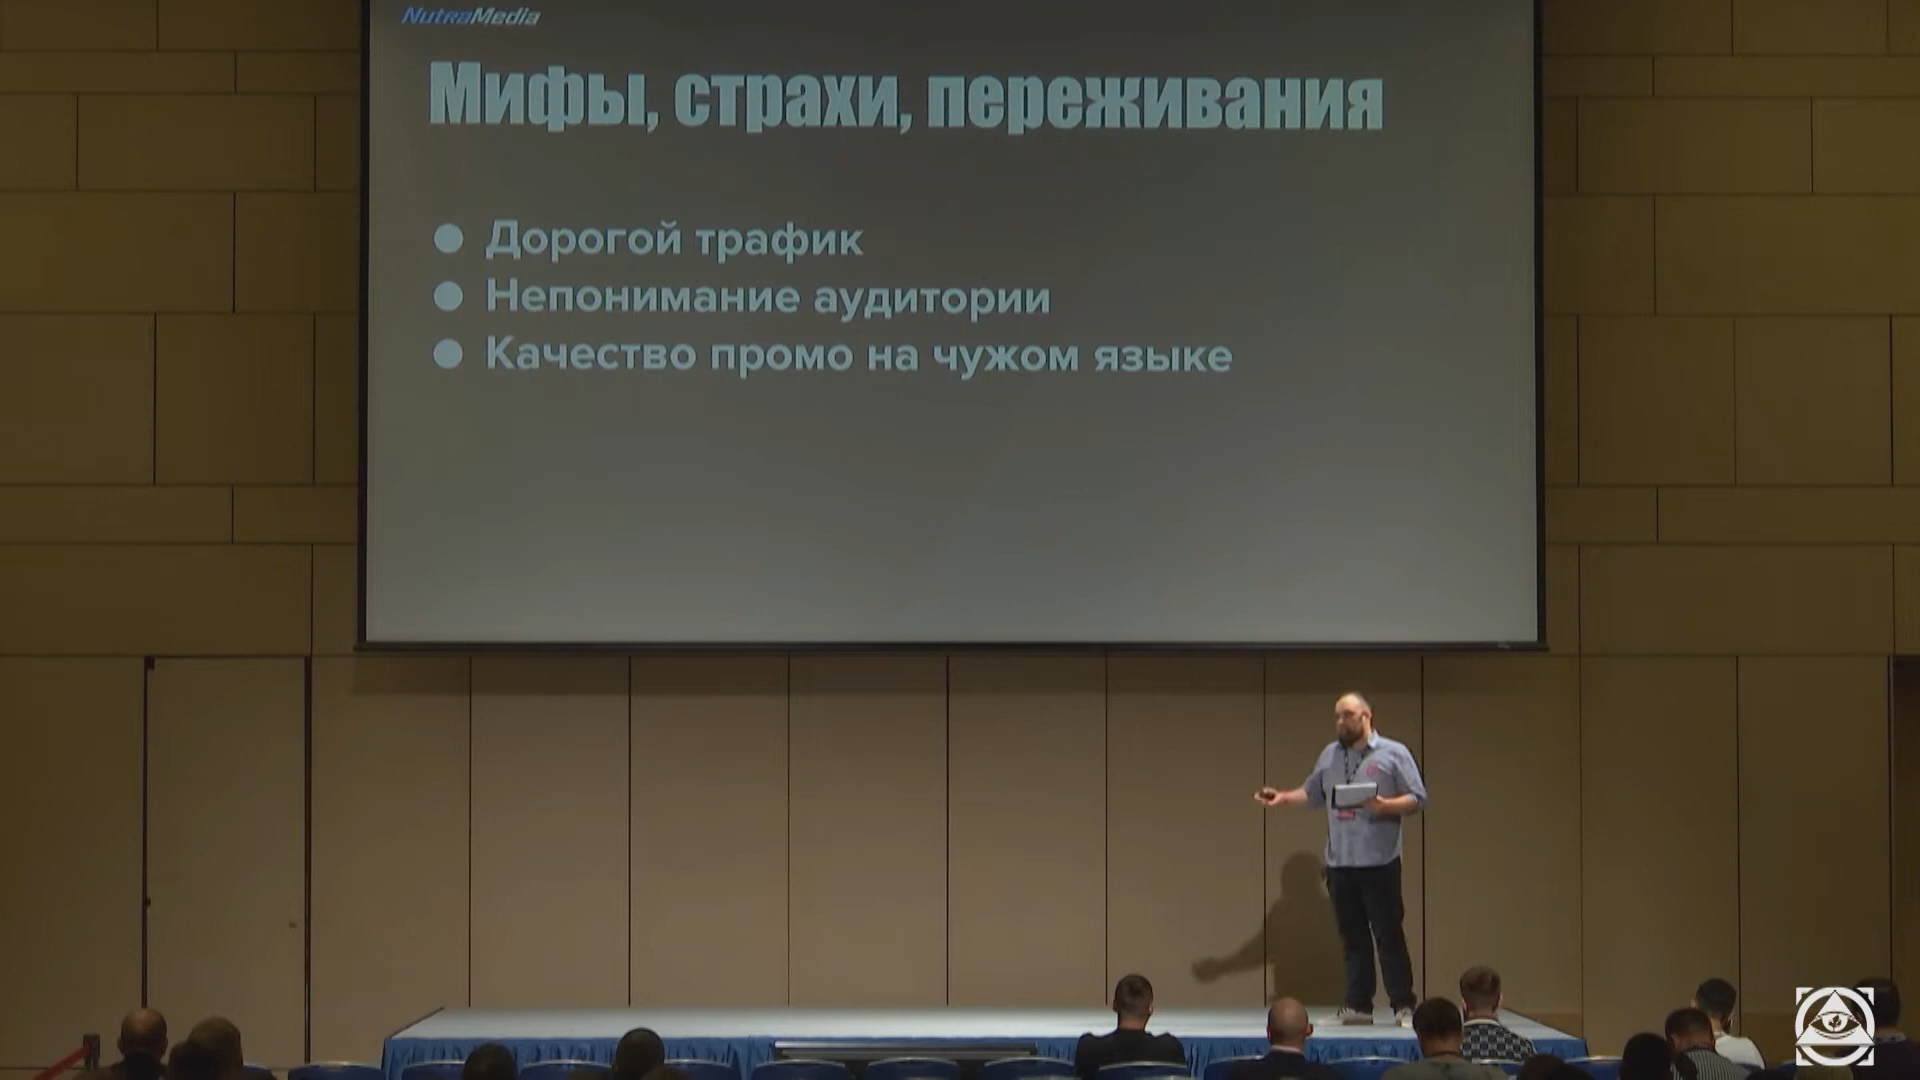 NutraMedia
Мифы, страхи, переживания
Дорогой трафик
Непонимание аудитории
Качество промо на чужом языке